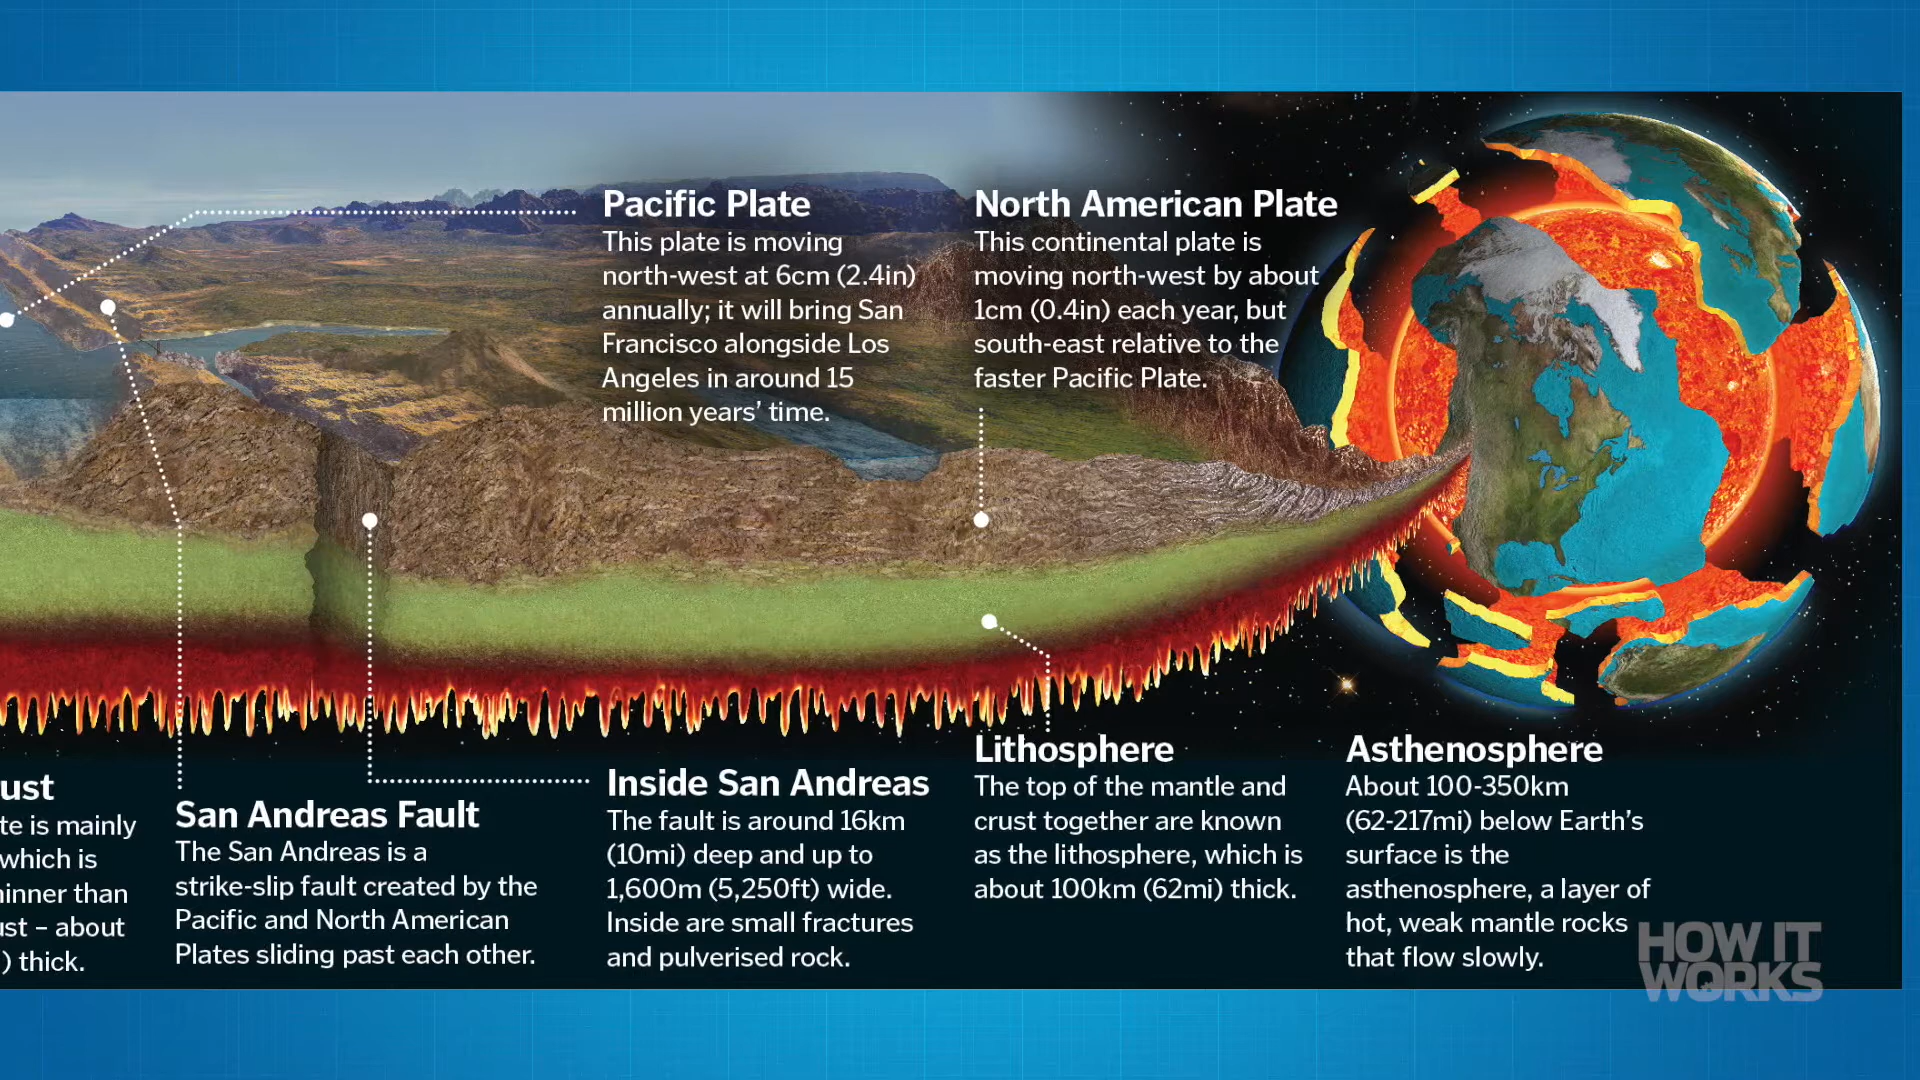 Pacific Plate
This plate is moving
north-west at 6cm (2.4in)
annually; it will bring San
Francisco alongside Los
Angeles in around 15
million years’ time.
North American Plate
This continental plate is
moving north-west by about
1cm (0.4in) each year, but
south-east relative to the
faster Pacific Plate.
ust
te is mainly
which is
inner than
ust – about
) thick.
San Andreas Fault
The San Andreas is a
strike-slip fault created by the
Pacific and North American
Plates sliding past each other.
Inside San Andreas
The fault is around 16km
(10mi) deep and up to
1,600m (5,250ft) wide.
Inside are small fractures
and pulverised rock.
Lithosphere
The top of the mantle and
crust together are known
as the lithosphere, which is
about 100km (62mi) thick.
Asthenosphere
About 100-350km
(62-217mi) below Earth’s
surface is the
asthenosphere, a layer of
hot, weak mantle rocks
that flow slowly.
HOW IT
WORKS